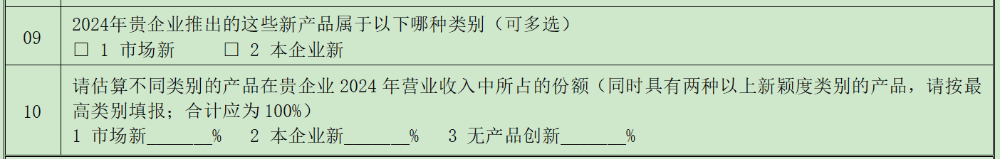 09
2024年贵企业推出的这些新产品属于以下哪种类别（可多选）
□ 1 市场新 □ 2 本企业新
10
请估算不同类别的产品在贵企业 2024 年营业收入中所占的份额（同时具有两种以上新颖度类别的产品，请按最
高类别填报；合计应为 100%）
1 市场新_______% 2 本企业新_______% 3 无产品创新_______%